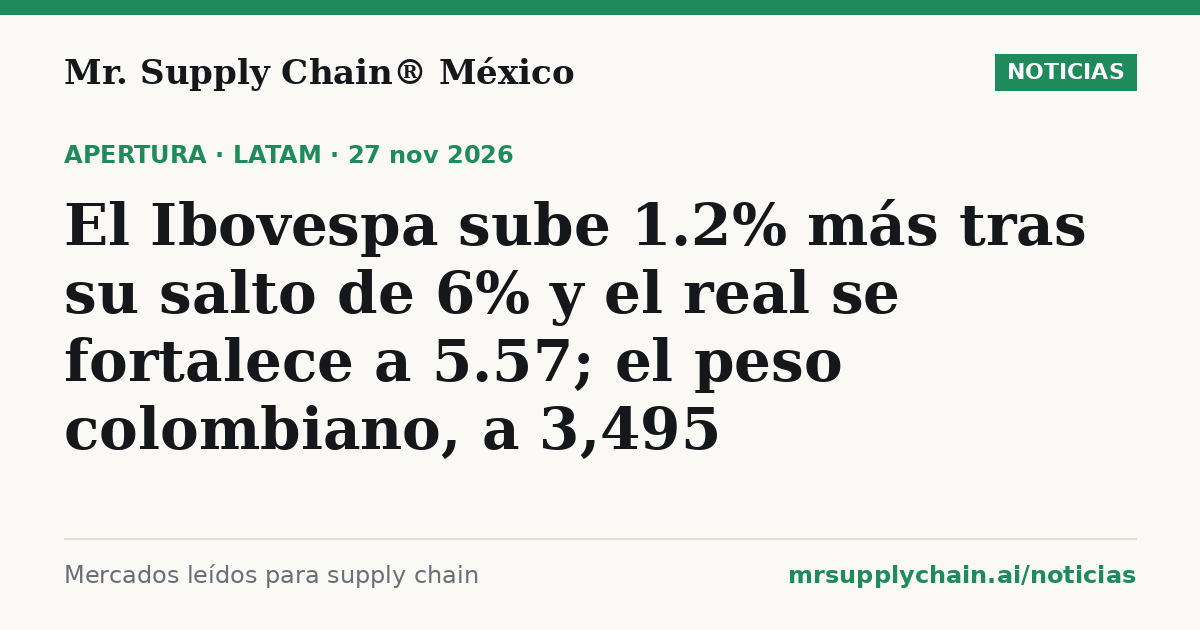 Mr. Supply Chain® México
NOTICIAS
APERTURA · LATAM · 27 nov 2026
El Ibovespa sube 1.2% más tras
su salto de 6% y el real se
fortalece a 5.57; el peso
colombiano, a 3,495
Mercados leídos para supply chain
mrsupplychain.ai/noticias